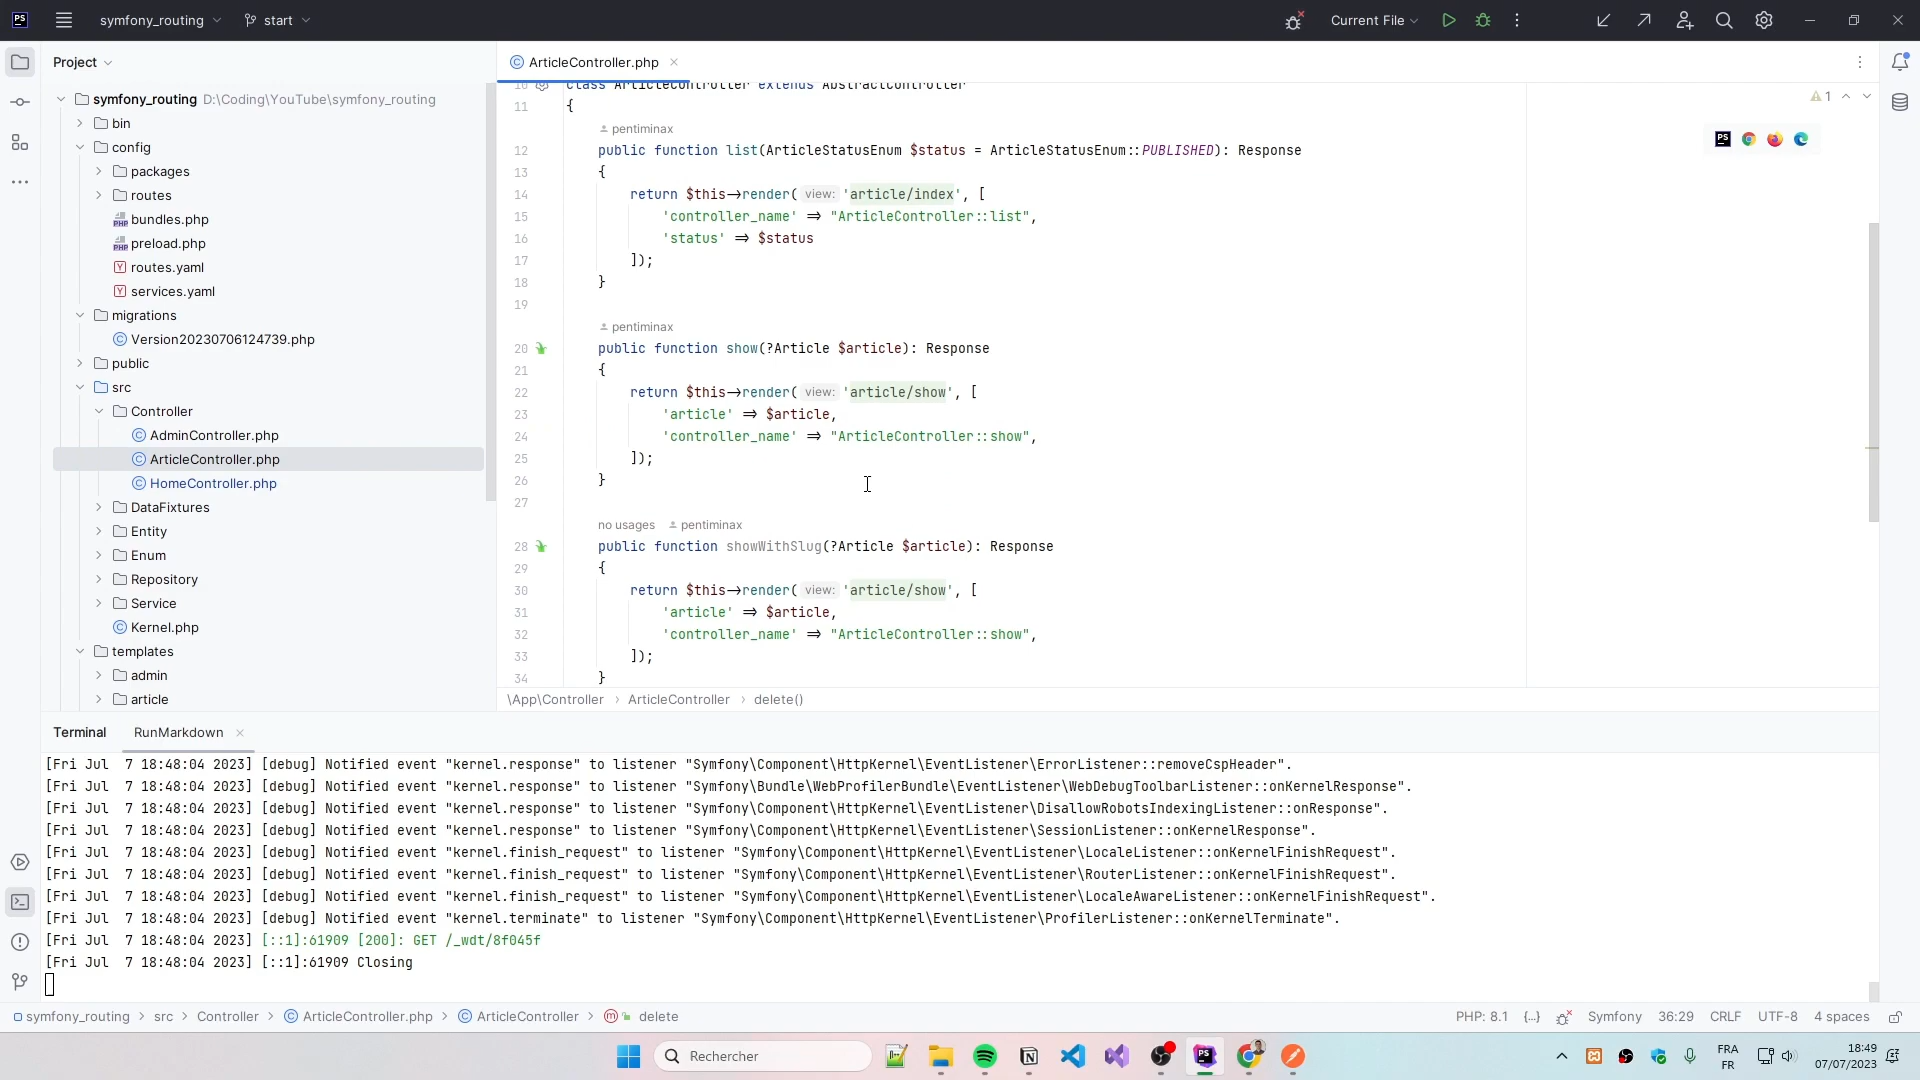 PS symfony_routing start Current File
Project
ArticleController.php
symfony_routing D:\Coding\YouTube\symfony_routing
bin
config
packages
routes
bundles.php
preload.php
routes.yaml
services.yaml
migrations
Version20230706124739.php
public
src
Controller
AdminController.php
ArticleController.php
HomeController.php
DataFixtures
Entity
Enum
Repository
Service
Kernel.php
templates
admin
article
1
10 class ArticleController extends AbstractController
11 {
pentiminax
12 public function list(ArticleStatusEnum $status = ArticleStatusEnum::PUBLISHED): Response
13 {
14 return $this->render( view: 'article/index', [
15 'controller_name' => "ArticleController::list",
16 'status' => $status
17 ]);
18 }
19
pentiminax
20 public function show(?Article $article): Response
21 {
22 return $this->render( view: 'article/show', [
23 'article' => $article,
24 'controller_name' => "ArticleController::show",
25 ]);
26 }
27
no usages pentiminax
28 public function showWithSlug(?Article $article): Response
29 {
30 return $this->render( view: 'article/show', [
31 'article' => $article,
32 'controller_name' => "ArticleController::show",
33 ]);
34 }
\App\Controller › ArticleController › delete()
Terminal RunMarkdown
[Fri Jul  7 18:48:04 2023] [debug] Notified event "kernel.response" to listener "Symfony\Component\HttpKernel\EventListener\ErrorListener::removeCspHeader".
[Fri Jul  7 18:48:04 2023] [debug] Notified event "kernel.response" to listener "Symfony\Bundle\WebProfilerBundle\EventListener\WebDebugToolbarListener::onKernelResponse".
[Fri Jul  7 18:48:04 2023] [debug] Notified event "kernel.response" to listener "Symfony\Component\HttpKernel\EventListener\DisallowRobotsIndexingListener::onResponse".
[Fri Jul  7 18:48:04 2023] [debug] Notified event "kernel.response" to listener "Symfony\Component\HttpKernel\EventListener\SessionListener::onKernelResponse".
[Fri Jul  7 18:48:04 2023] [debug] Notified event "kernel.finish_request" to listener "Symfony\Component\HttpKernel\EventListener\LocaleListener::onKernelFinishRequest".
[Fri Jul  7 18:48:04 2023] [debug] Notified event "kernel.finish_request" to listener "Symfony\Component\HttpKernel\EventListener\RouterListener::onKernelFinishRequest".
[Fri Jul  7 18:48:04 2023] [debug] Notified event "kernel.finish_request" to listener "Symfony\Component\HttpKernel\EventListener\LocaleAwareListener::onKernelFinishRequest".
[Fri Jul  7 18:48:04 2023] [debug] Notified event "kernel.terminate" to listener "Symfony\Component\HttpKernel\EventListener\ProfilerListener::onKernelTerminate".
[Fri Jul  7 18:48:04 2023] [::1]:61909 [200]: GET /_wdt/8f045f
[Fri Jul  7 18:48:04 2023] [::1]:61909 Closing
symfony_routing › src › Controller › ArticleController.php › ArticleController › delete PHP: 8.1 {..} Symfony 36:29 CRLF UTF-8 4 spaces
Rechercher
FRA
FR
18:49
07/07/2023